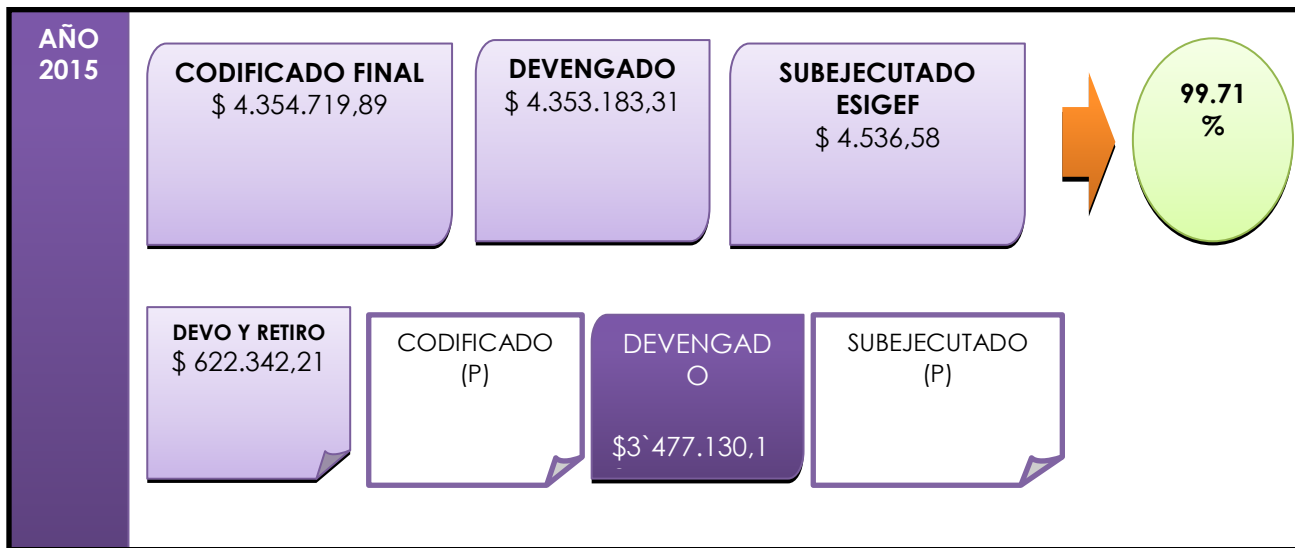 AÑO
2015
CODIFICADO FINAL
$ 4.354.719,89
DEVENGADO
$ 4.353.183,31
SUBEJECUTADO
ESIGEF
$ 4.536,58
99.71
%
DEVO Y RETIRO
$ 622.342,21
CODIFICADO
(P)
DEVENGAD
O
$3`477.130,1
SUBEJECUTADO
(P)